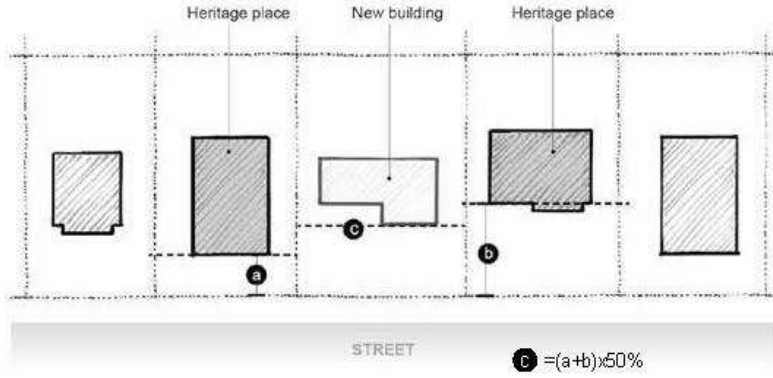 Heritage place
New building
Heritage place
c
a
b
STREET
c =(a+b)x50%